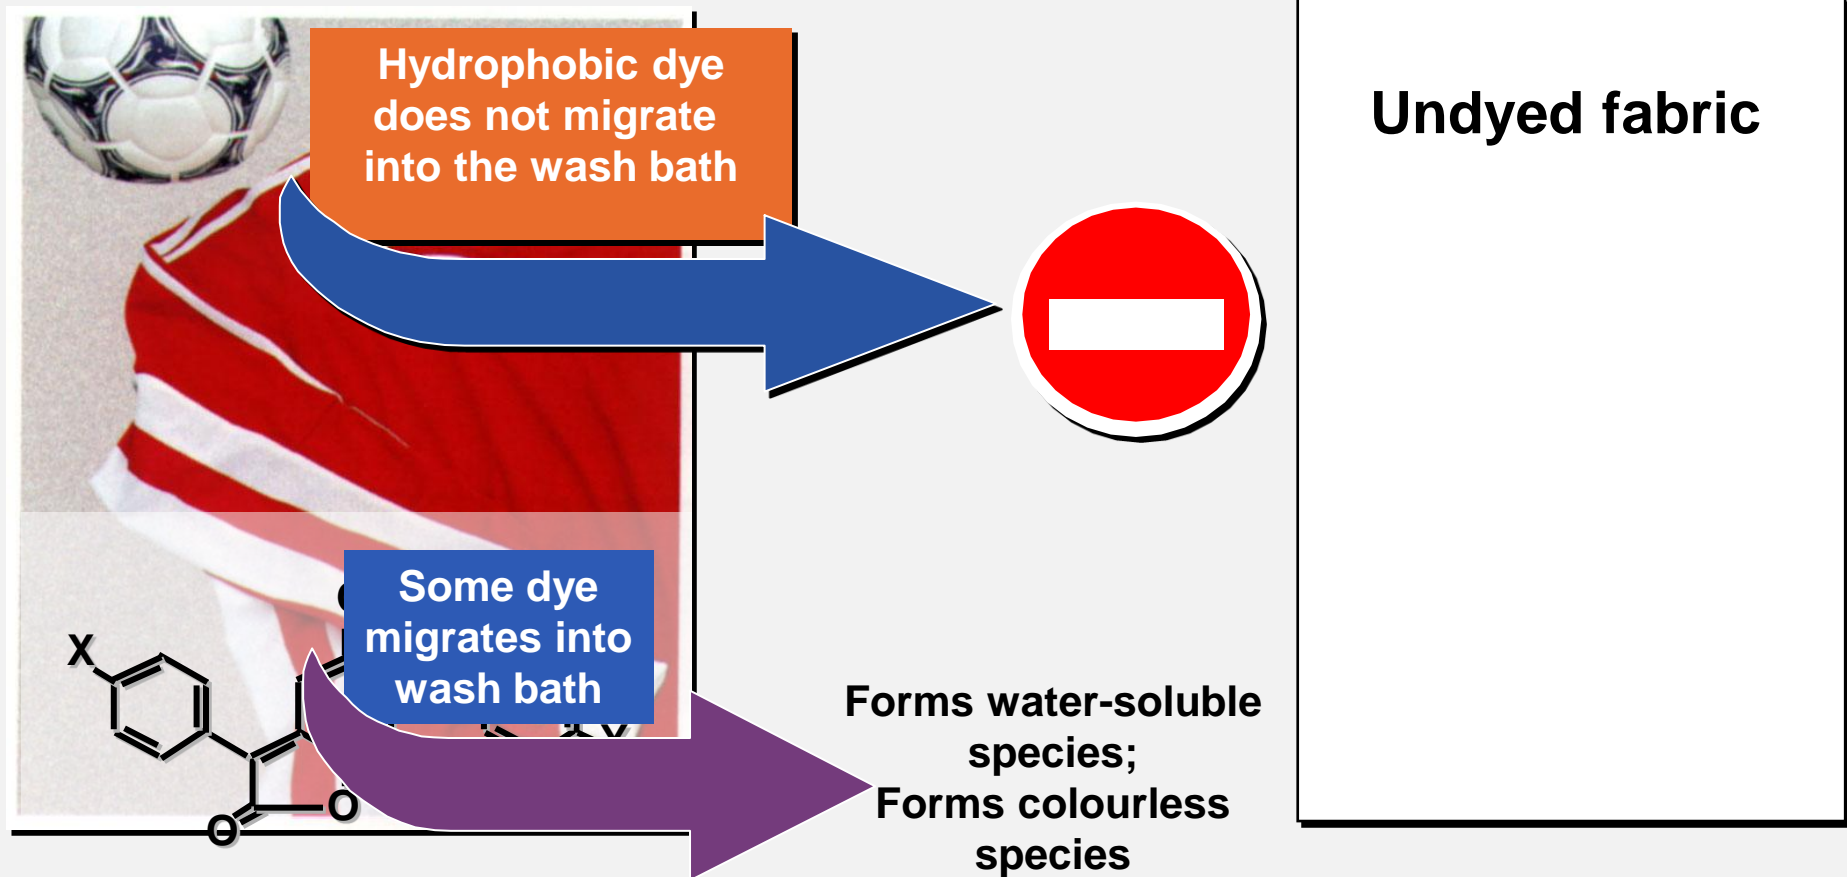 Hydrophobic dye
does not migrate
into the wash bath
Undyed fabric
Some dye
migrates into
wash bath
X
O
O
Forms water-soluble
species;
Forms colourless
species